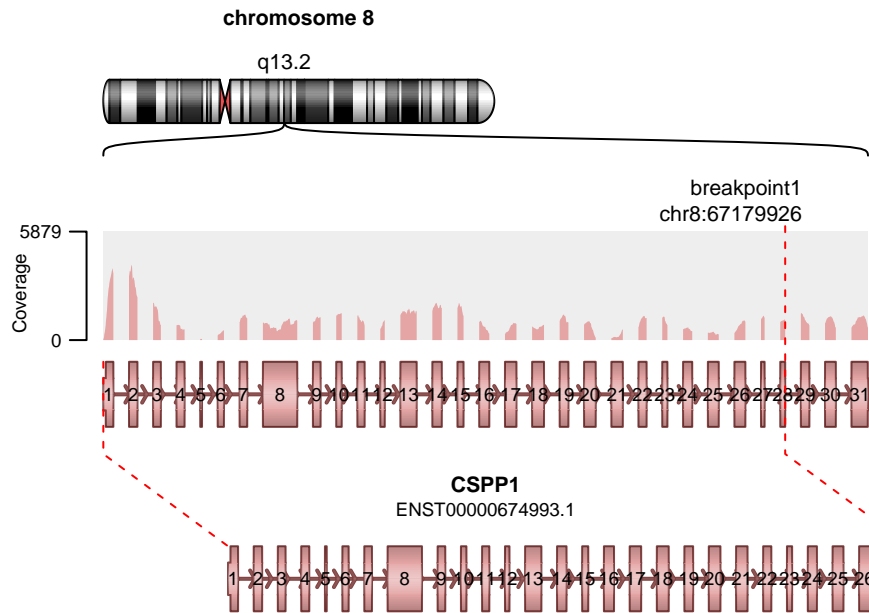 chromosome 8
q13.2
breakpoint1
chr8:67179926
5879
Coverage
0
1 2 3 4 5 6 7 8 9 10 11 12 13 14 15 16 17 18 19 20 21 22 23 24 25 26 27 28 29 30 31
CSPP1
ENST00000674993.1
1 2 3 4 5 6 7 8 9 10 11 12 13 14 15 16 17 18 19 20 21 22 23 24 25 26